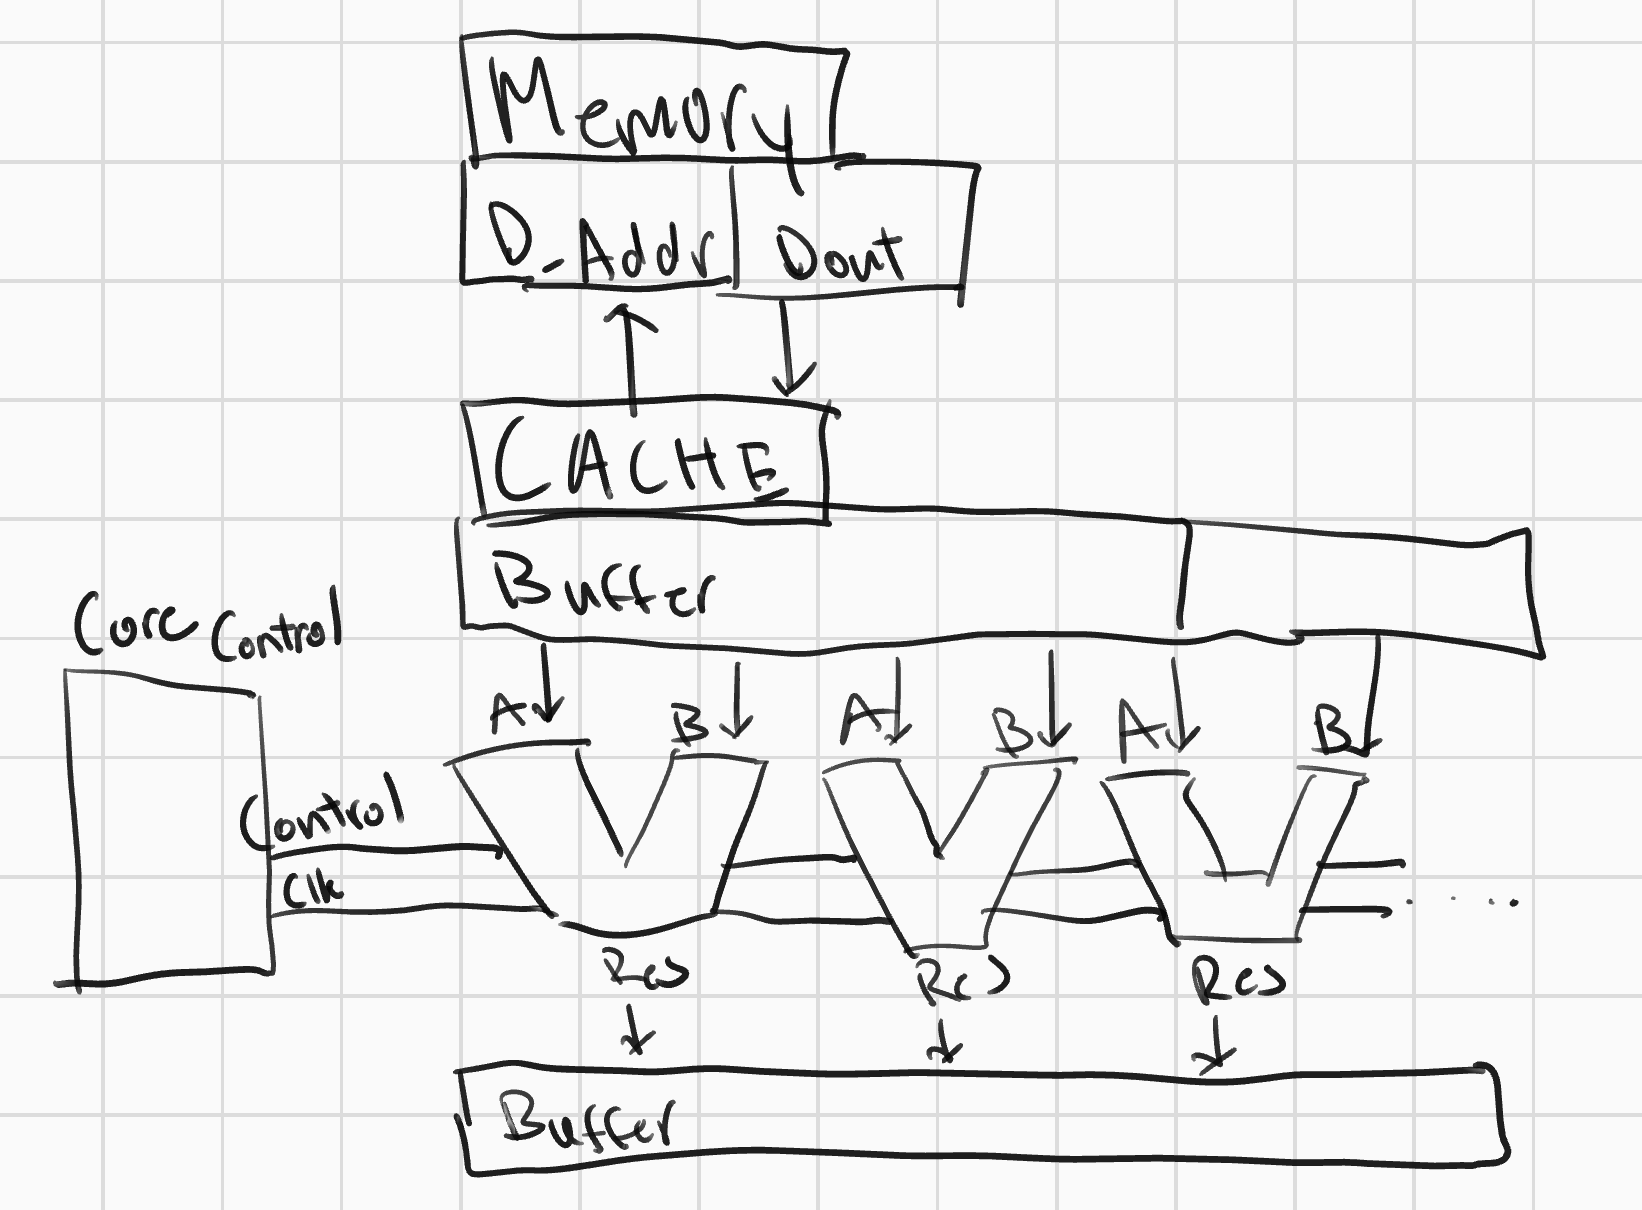 Memory
D_Addr Dout
CACHE
Buffer
Core Control
A B A B A B
Control
Clk
Res Res Res
Buffer